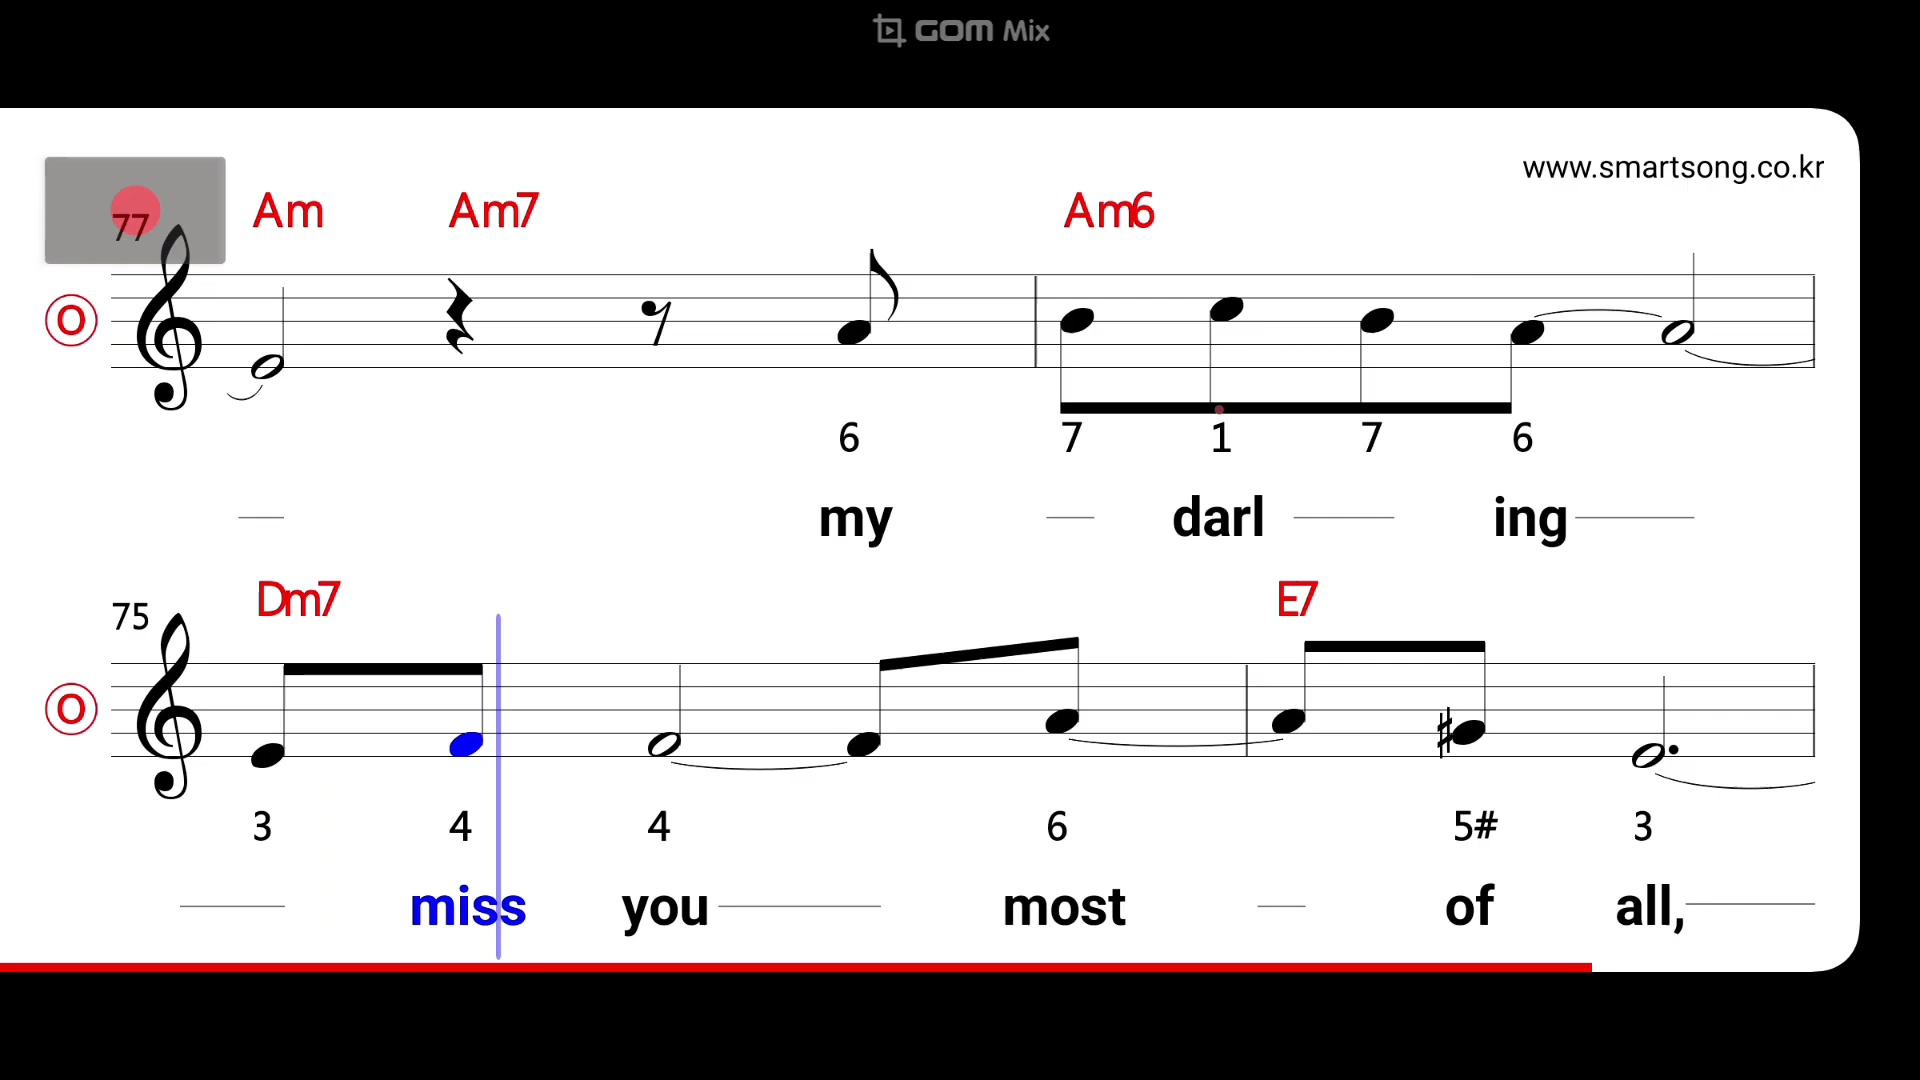 GOM Mix
www.smartsong.co.kr
77 Am Am7 Am6
O
6 7 1 7 6
my darl ing
75 Dm7 E7
O
3 4 4 6 5# 3
miss you most of all,